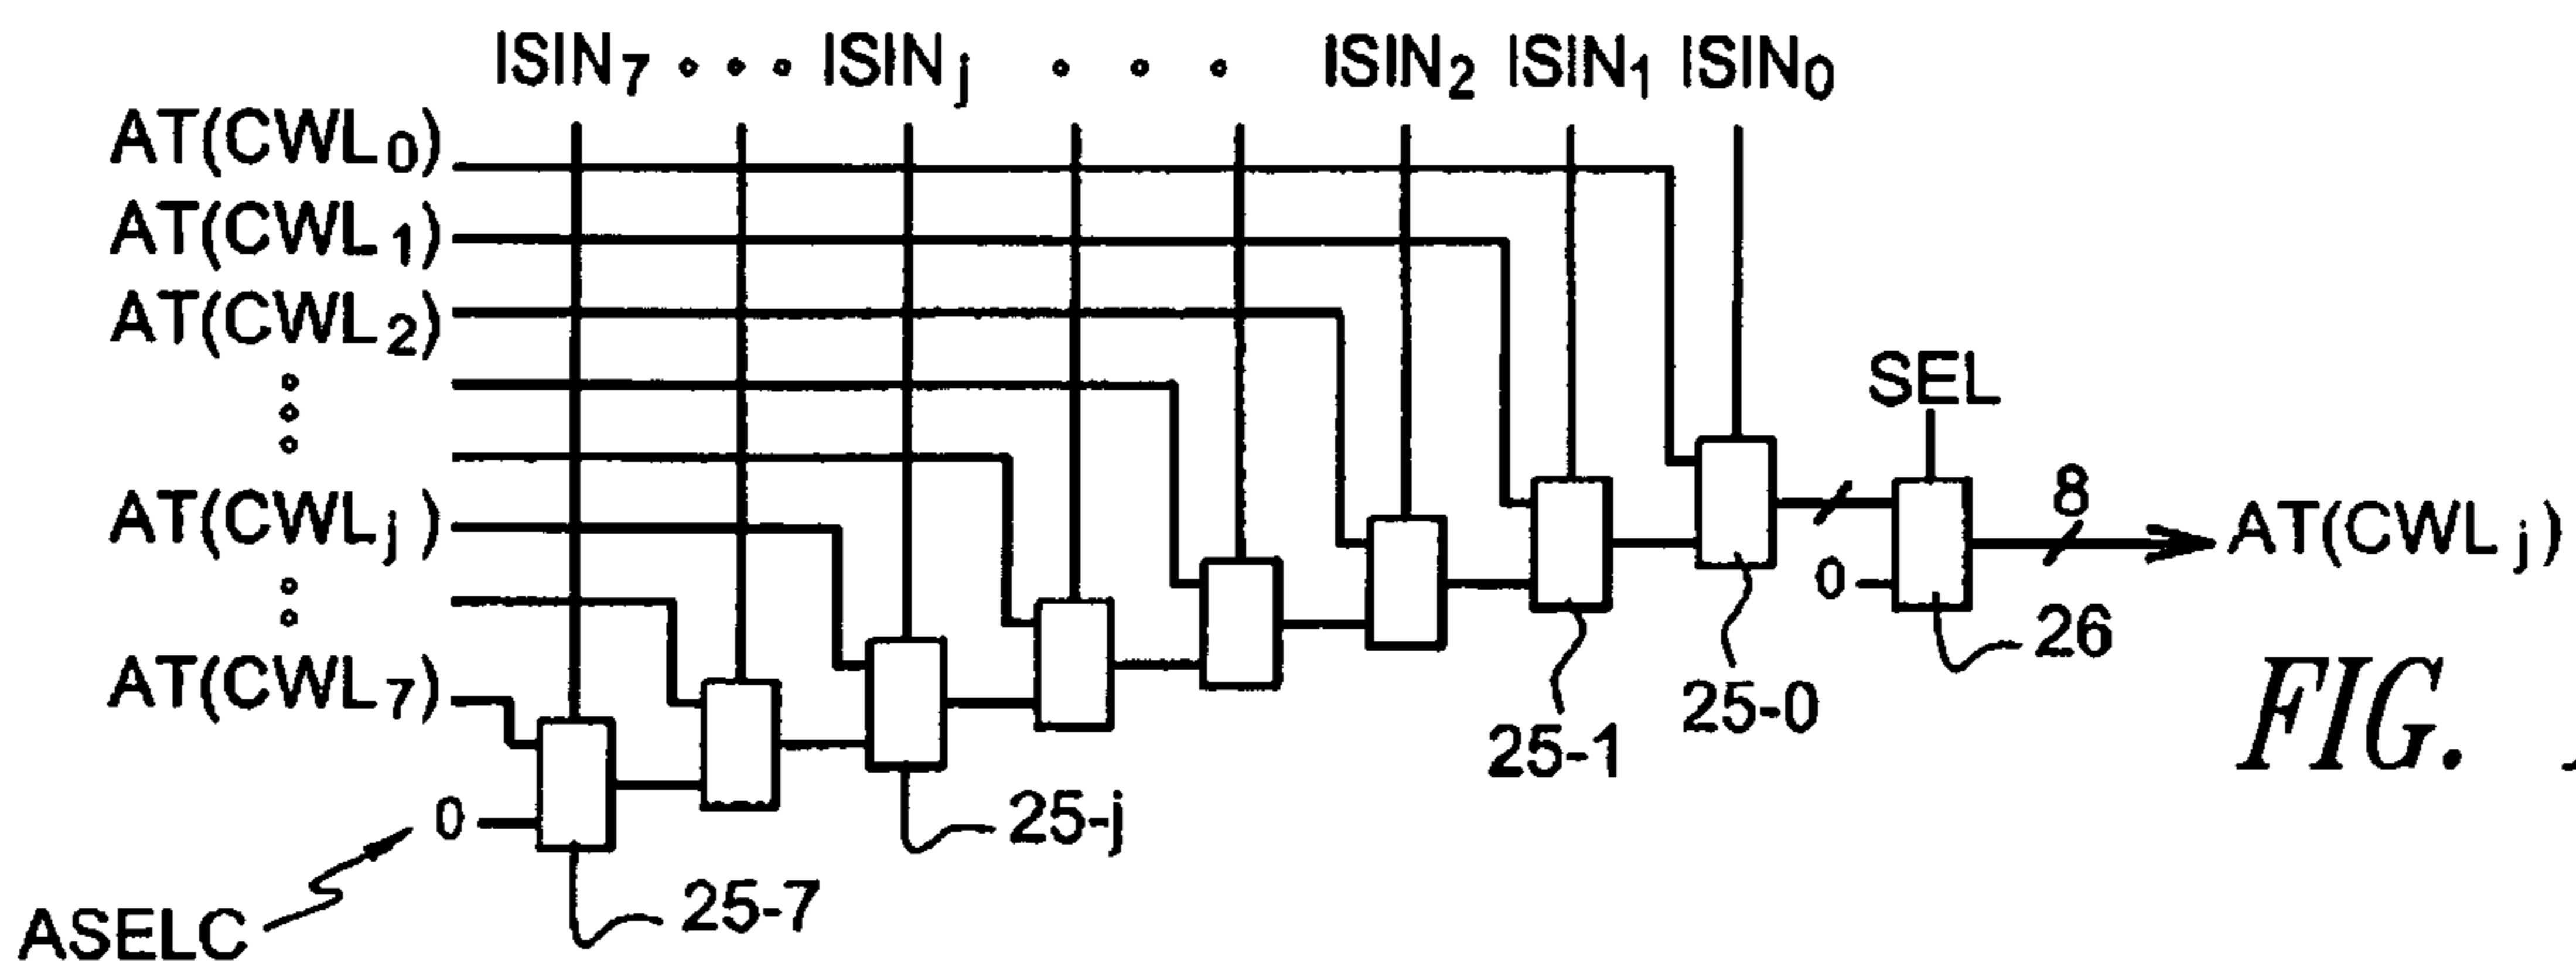 ISIN7 ∘ ∘ ∘ ISINj ∘ ∘ ∘ ISIN2 ISIN1 ISIN0
AT(CWL0)
AT(CWL1)
AT(CWL2)
SEL
8
AT(CWLj)
AT(CWLj)
0
26
AT(CWL7)
25-0
FIG.
25-1
0
25-j
25-7
ASELC